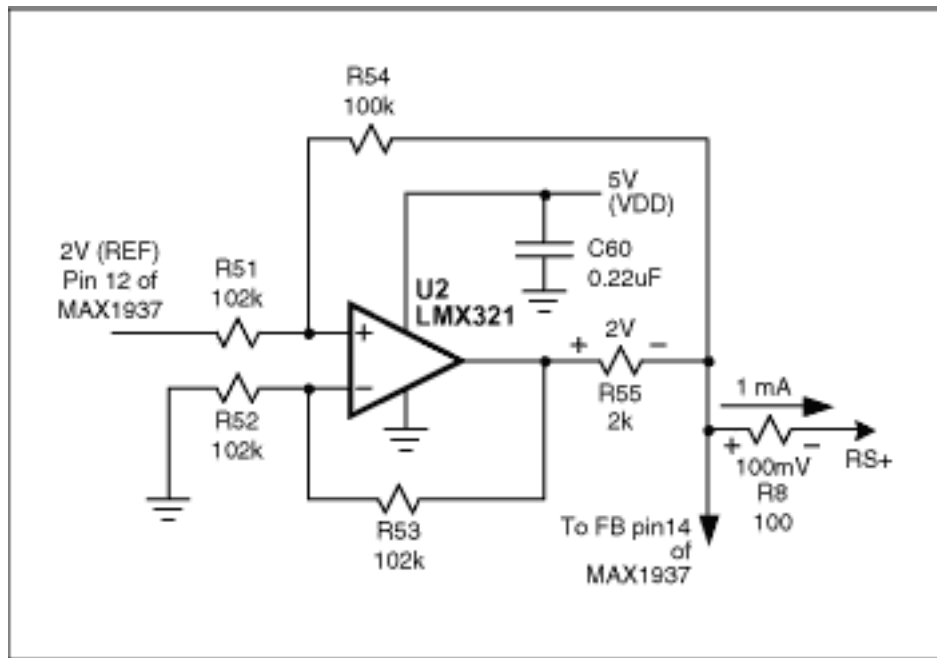 R54
100k
5V
(VDD)
2V (REF)
Pin 12 of
MAX1937
R51
102k
C60
0.22uF
U2
LMX321
+
−
+ 2V −
R55
2k
R52
102k
1 mA
+ −
100mV
RS+
R8
100
R53
102k
To FB pin14
of
MAX1937